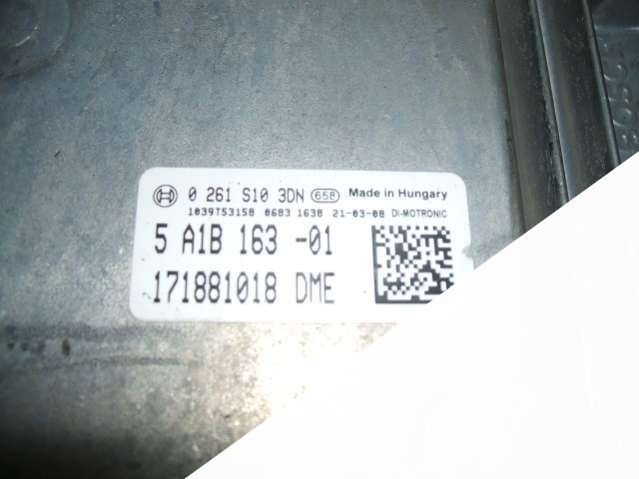 0 261 S10 3DN 658 Made in Hungary
1039T53158 0683 1638 21-03-08 DI-MOTRONIC
5 A1B 163 -01
171881018 DME